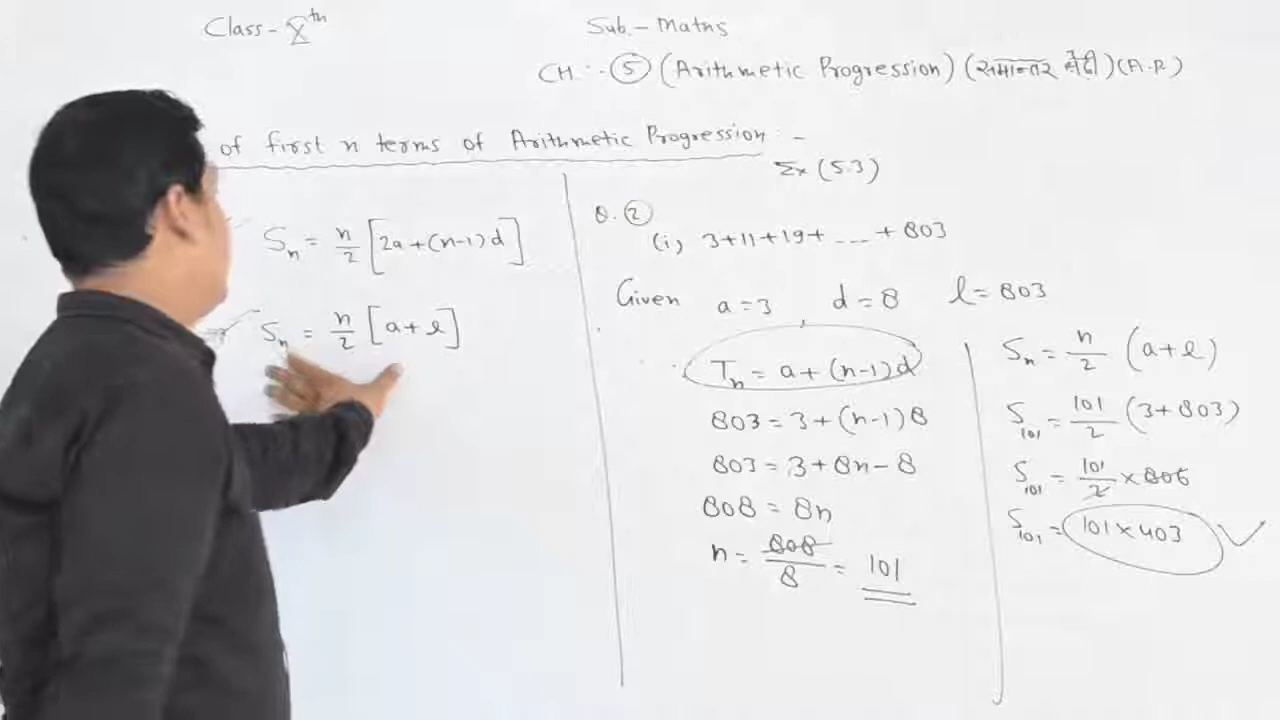 Class - Xth
Sub. - Maths
CH :- 5 (Arithmetic Progression) (समान्तर श्रेढ़ी) (A.P.)
of first n terms of Arithmetic Progression :-
Ex (5.3)
Sn = n/2 [2a+(n-1)d]
Sn = n/2 [a+l]
Q. 2
(i) 3+11+19+ ... + 803
Given a=3 d=8 l=803
Tn = a+(n-1)d
803 = 3+(n-1)8
803 = 3+8n-8
808 = 8n
n = 808/8 = 101
Sn = n/2 (a+l)
S101 = 101/2 (3+803)
S101 = 101/2 × 806
S101 = 101×403